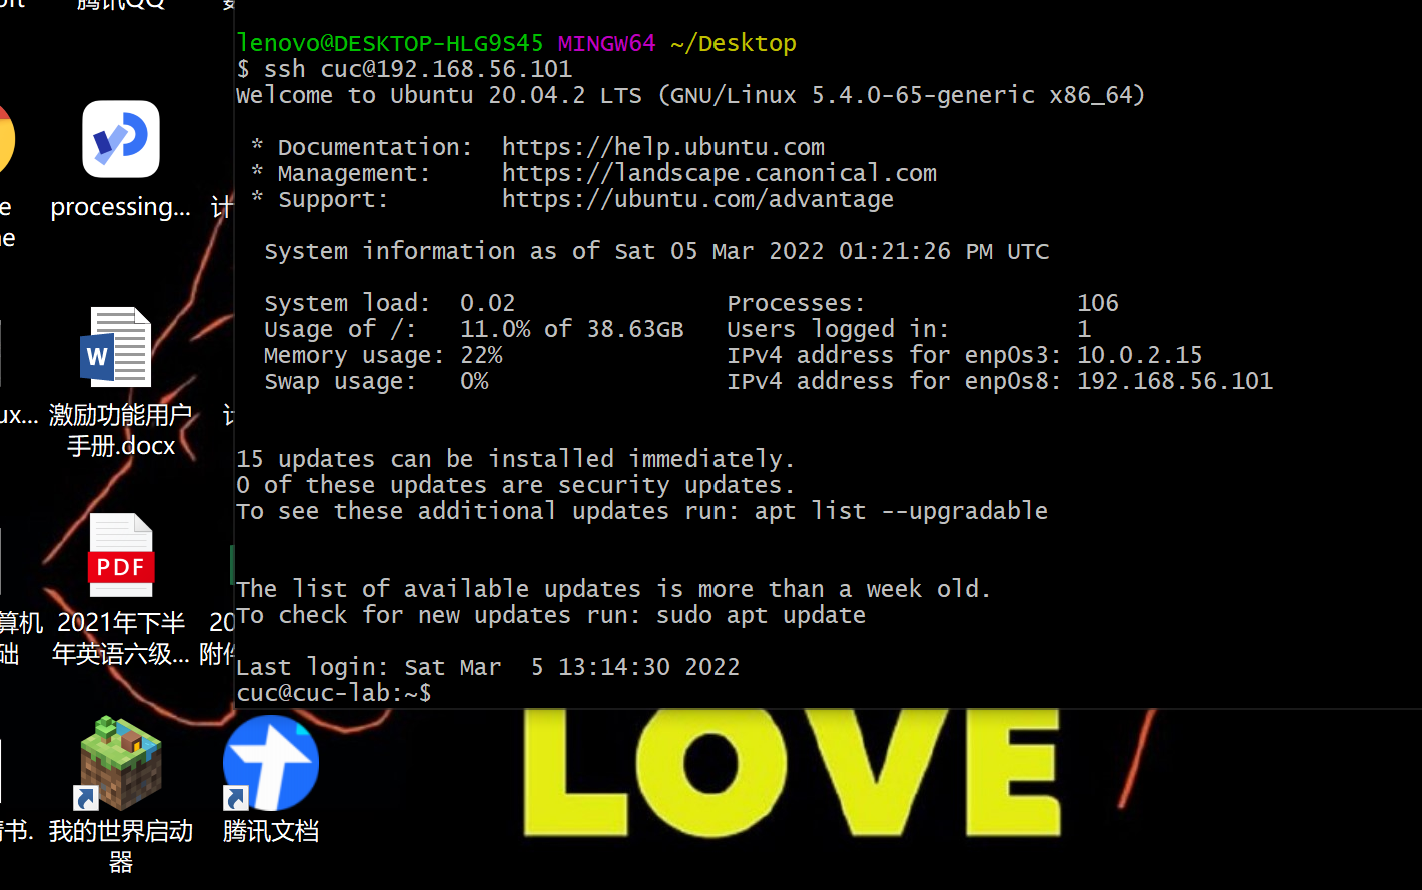 腾讯QQ
processing...
激励功能用户
手册.docx
W
PDF
2021年下半
年英语六级...
我的世界启动
器
腾讯文档
lenovo@DESKTOP-HLG9S45 MINGW64 ~/Desktop
$ ssh cuc@192.168.56.101
Welcome to Ubuntu 20.04.2 LTS (GNU/Linux 5.4.0-65-generic x86_64)
* Documentation: https://help.ubuntu.com
* Management: https://landscape.canonical.com
* Support: https://ubuntu.com/advantage
System information as of Sat 05 Mar 2022 01:21:26 PM UTC
System load: 0.02 Processes: 106
Usage of /: 11.0% of 38.63GB Users logged in: 1
Memory usage: 22% IPv4 address for enp0s3: 10.0.2.15
Swap usage: 0% IPv4 address for enp0s8: 192.168.56.101
15 updates can be installed immediately.
0 of these updates are security updates.
To see these additional updates run: apt list --upgradable
The list of available updates is more than a week old.
To check for new updates run: sudo apt update
Last login: Sat Mar 5 13:14:30 2022
cuc@cuc-lab:~$
LOVE